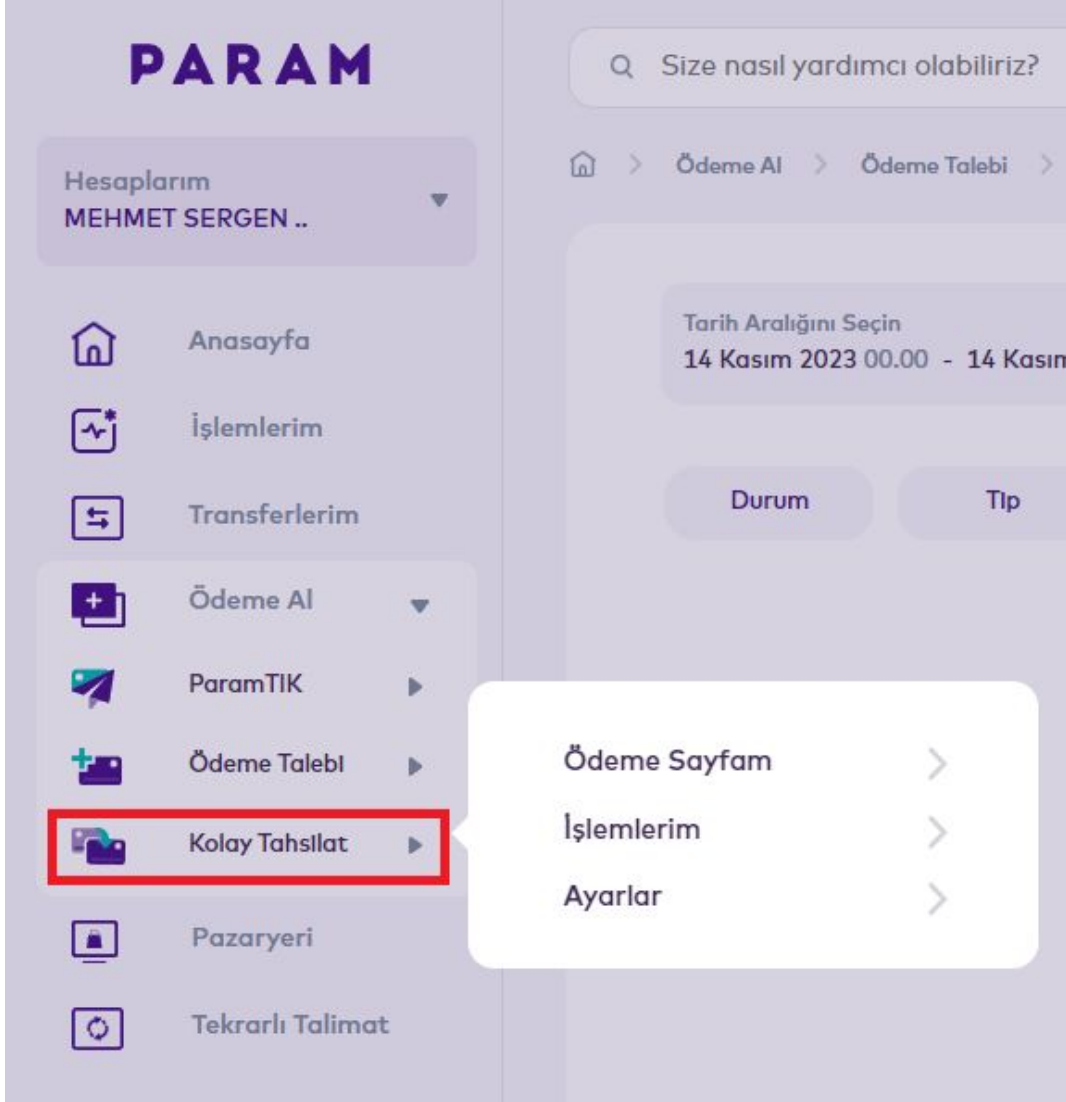 PARAM
Size nasıl yardımcı olabiliriz?
Hesaplarım
MEHMET SERGEN ..
Ödeme Al
Ödeme Talebi
Tarih Aralığını Seçin
14 Kasım 2023 00.00 - 14 Kasım
Durum
Tip
Anasayfa
İşlemlerim
Transferlerim
Ödeme Al
ParamTIK
Ödeme Talebi
Kolay Tahsilat
Pazaryeri
Tekrarlı Talimat
Ödeme Sayfam
İşlemlerim
Ayarlar